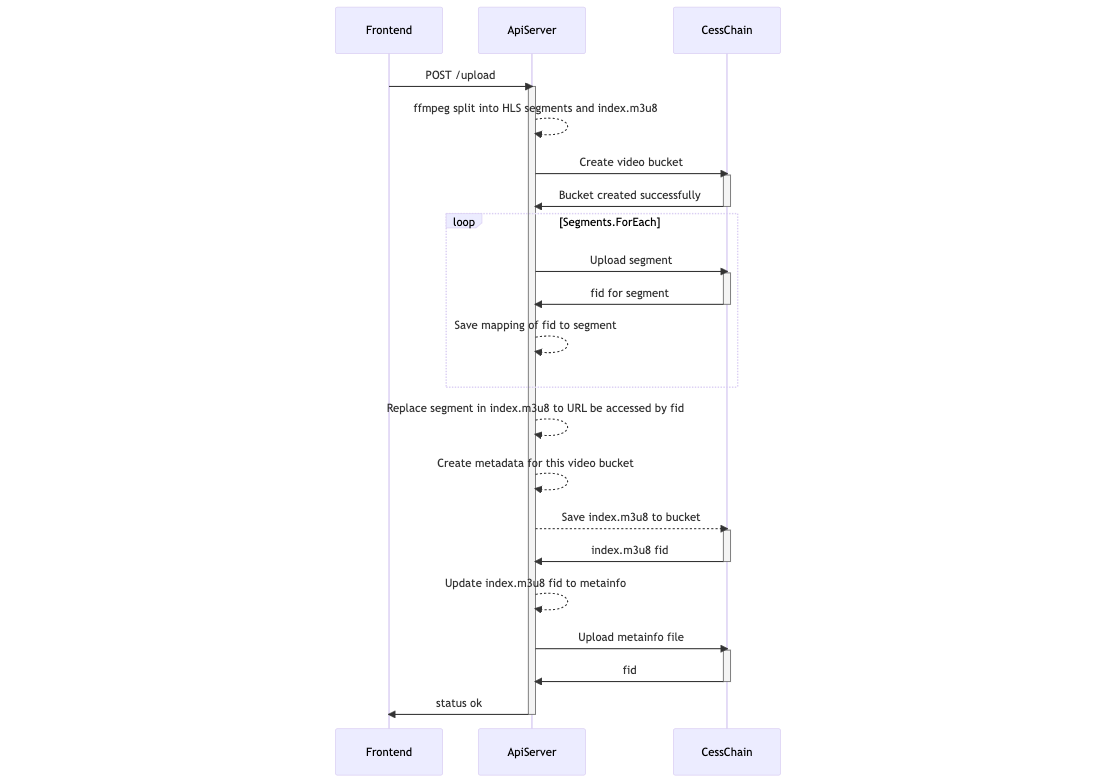 Frontend
ApiServer
CessChain
POST /upload
ffmpeg split into HLS segments and index.m3u8
Create video bucket
Bucket created successfully
loop
[Segments.ForEach]
Upload segment
fid for segment
Save mapping of fid to segment
Replace segment in index.m3u8 to URL be accessed by fid
Create metadata for this video bucket
Save index.m3u8 to bucket
index.m3u8 fid
Update index.m3u8 fid to metainfo
Upload metainfo file
fid
status ok
Frontend
ApiServer
CessChain